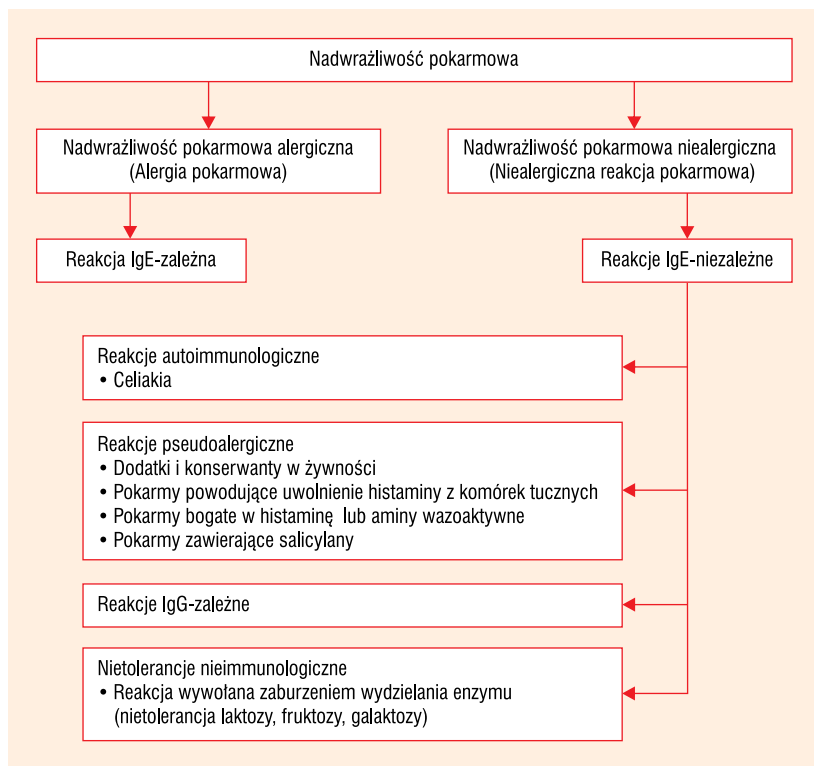 Nadwrażliwość pokarmowa
Nadwrażliwość pokarmowa alergiczna
(Alergia pokarmowa)
Nadwrażliwość pokarmowa niealergiczna
(Niealergiczna reakcja pokarmowa)
Reakcja IgE-zależna
Reakcje IgE-niezależne
Reakcje autoimmunologiczne
• Celiakia
Reakcje pseudoalergiczne
• Dodatki i konserwanty w żywności
• Pokarmy powodujące uwolnienie histaminy z komórek tucznych
• Pokarmy bogate w histaminę lub aminy wazoaktywne
• Pokarmy zawierające salicylany
Reakcje IgG-zależne
Nietolerancje nieimmunologiczne
• Reakcja wywołana zaburzeniem wydzielania enzymu
(nietolerancja laktozy, fruktozy, galaktozy)